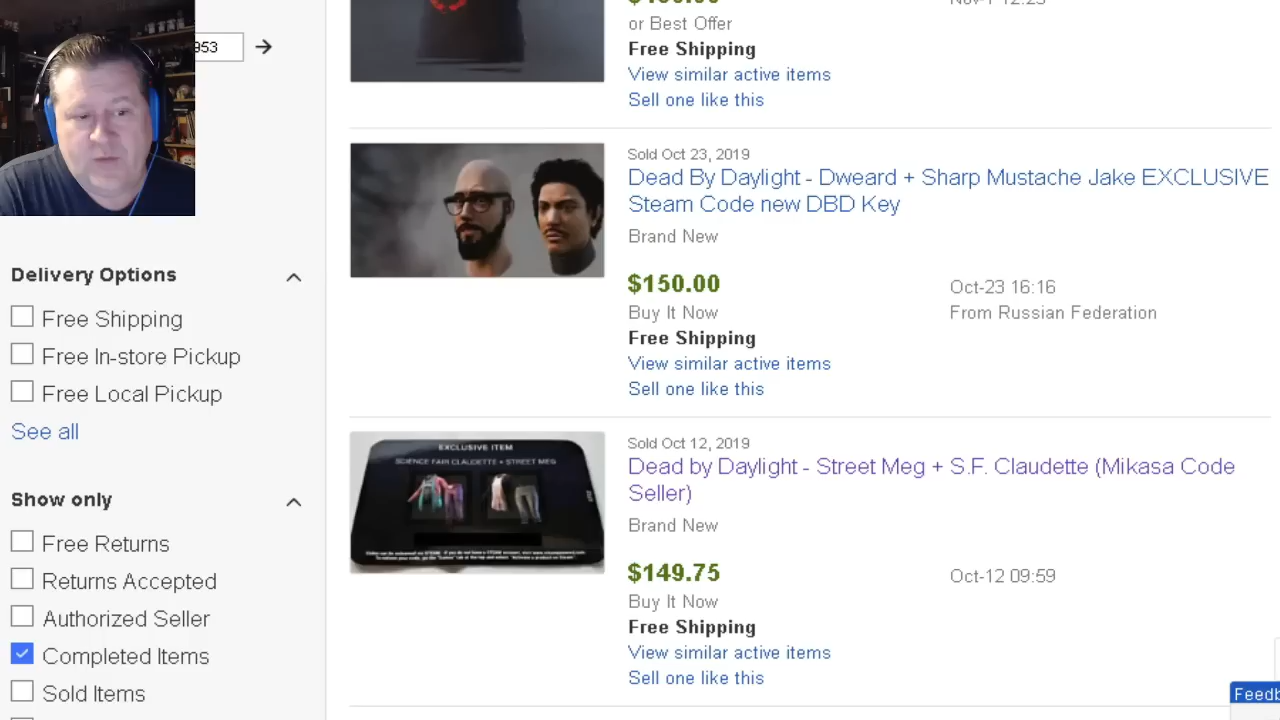 or Best Offer
Free Shipping
View similar active items
Sell one like this
953
Sold Oct 23, 2019
Dead By Daylight - Dweard + Sharp Mustache Jake EXCLUSIVE
Steam Code new DBD Key
Brand New
$150.00
Oct-23 16:16
Buy It Now
From Russian Federation
Free Shipping
View similar active items
Sell one like this
Delivery Options
Free Shipping
Free In-store Pickup
Free Local Pickup
See all
Show only
Free Returns
Returns Accepted
Authorized Seller
Completed Items
Sold Items
EXCLUSIVE ITEM
SCIENCE FAIR CLAUDETTE + STREET MEG
Sold Oct 12, 2019
Dead by Daylight - Street Meg + S.F. Claudette (Mikasa Code
Seller)
Brand New
$149.75
Oct-12 09:59
Buy It Now
Free Shipping
View similar active items
Sell one like this
Feedb